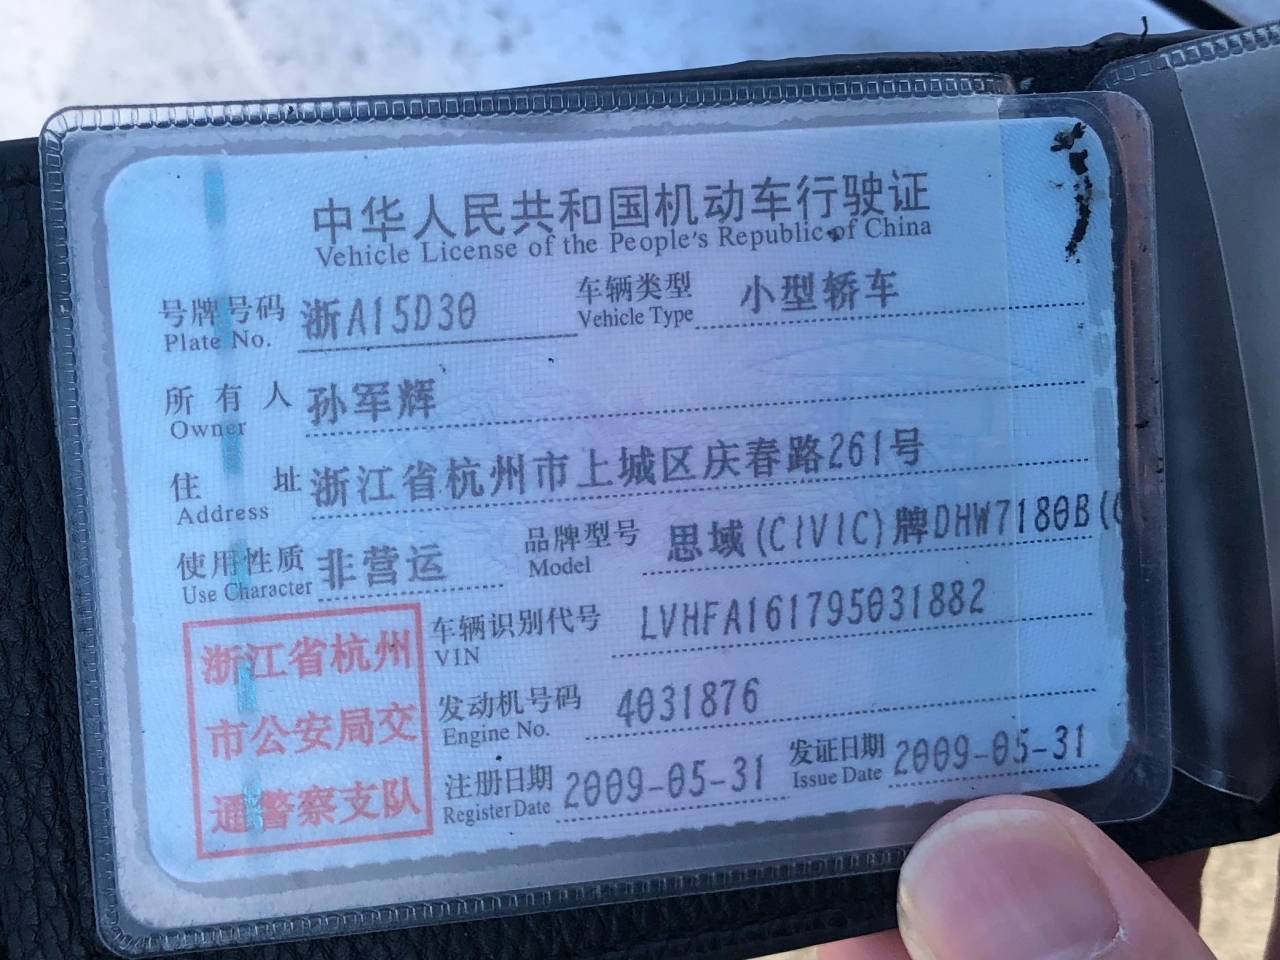 中华人民共和国机动车行驶证
Vehicle License of the People's Republic of China
号牌号码 浙A15D30 车辆类型 小型轿车
Plate No. Vehicle Type
所有人 孙军辉
Owner
住址 浙江省杭州市上城区庆春路261号
Address
使用性质 非营运 品牌型号 思域(CIVIC)牌DHW7180B(
Use Character Model
车辆识别代号 LVHFA161795031882
VIN
发动机号码 4031876
Engine No.
注册日期 2009-05-31 发证日期 2009-05-31
Register Date Issue Date
浙江省杭州
市公安局交
通警察支队